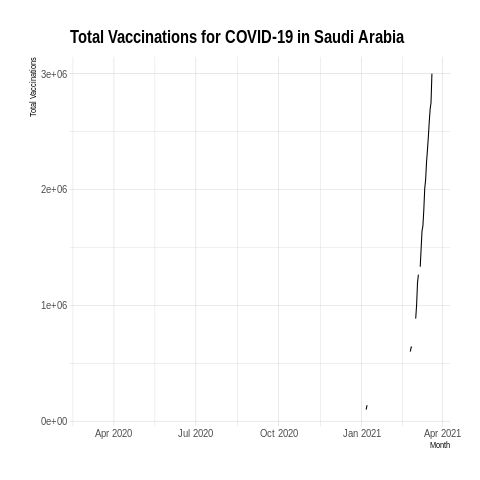 Total Vaccinations for COVID-19 in Saudi Arabia
Total Vaccinations
3e+06
2e+06
1e+06
0e+00
Apr 2020 Jul 2020 Oct 2020 Jan 2021 Apr 2021
Month